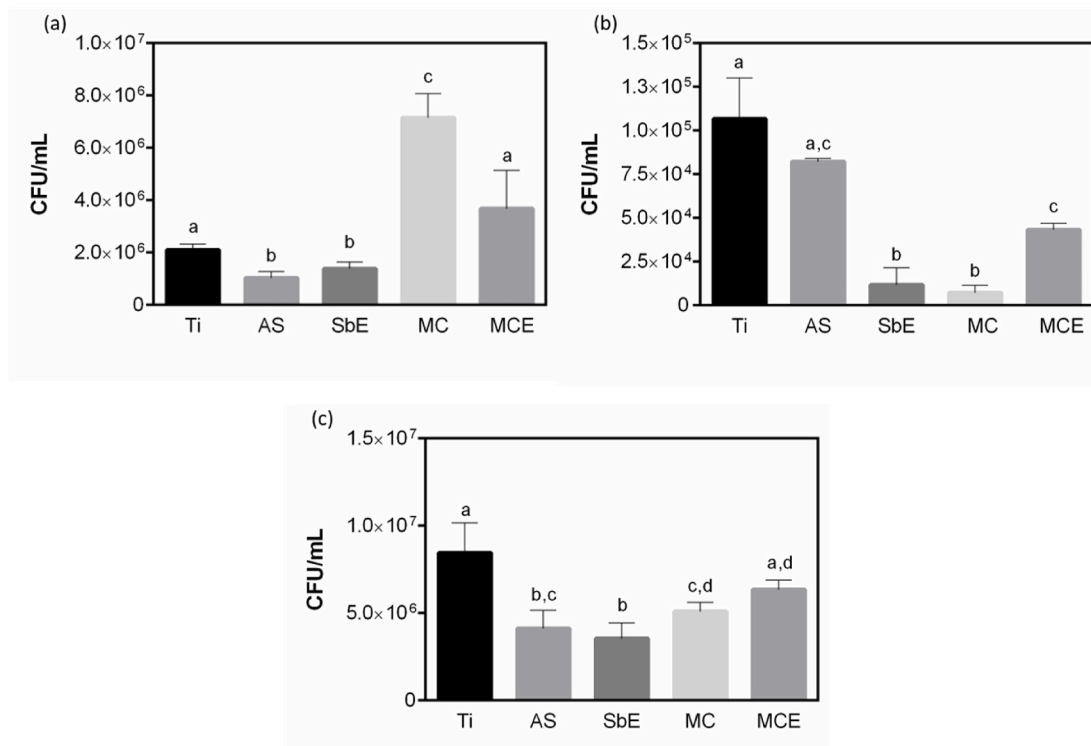 (a)
CFU/mL
1.0×10⁷
8.0×10⁶
6.0×10⁶
4.0×10⁶
2.0×10⁶
0
a
b
b
c
a
Ti AS SbE MC MCE
(b)
CFU/mL
1.5×10⁵
1.3×10⁵
1.0×10⁵
7.5×10⁴
5.0×10⁴
2.5×10⁴
0
a
a,c
b
b
c
Ti AS SbE MC MCE
(c)
CFU/mL
1.5×10⁷
1.0×10⁷
5.0×10⁶
0
a
b,c
b
c,d
a,d
Ti AS SbE MC MCE